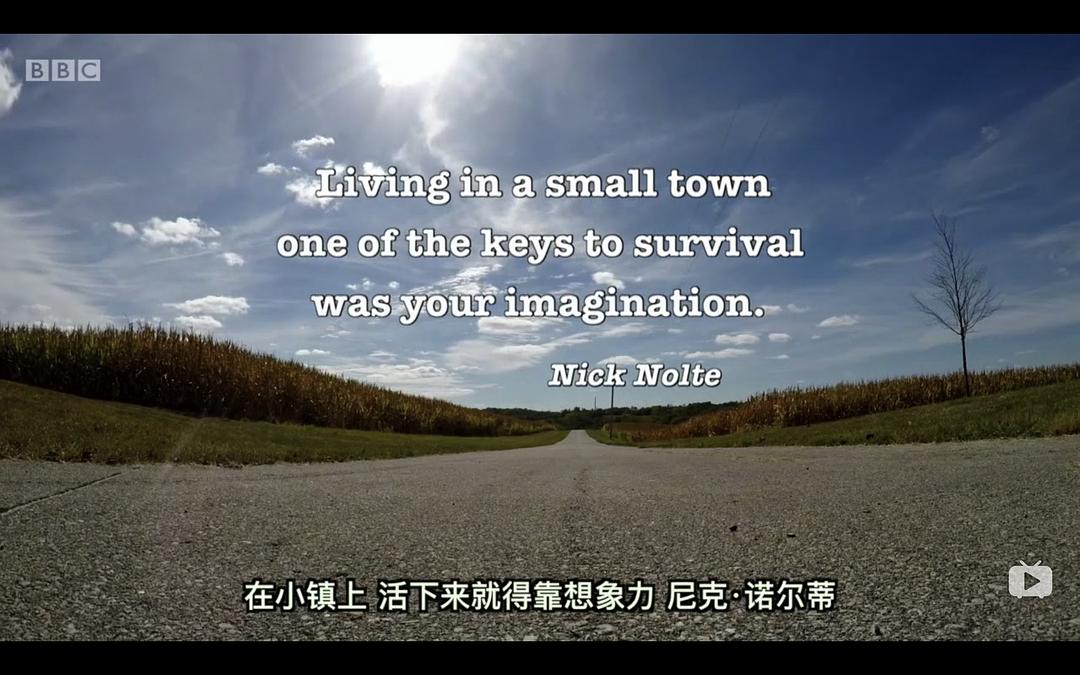 BBC
Living in a small town
one of the keys to survival
was your imagination.
Nick Nolte
在小镇上 活下来就得靠想象力 尼克·诺尔蒂